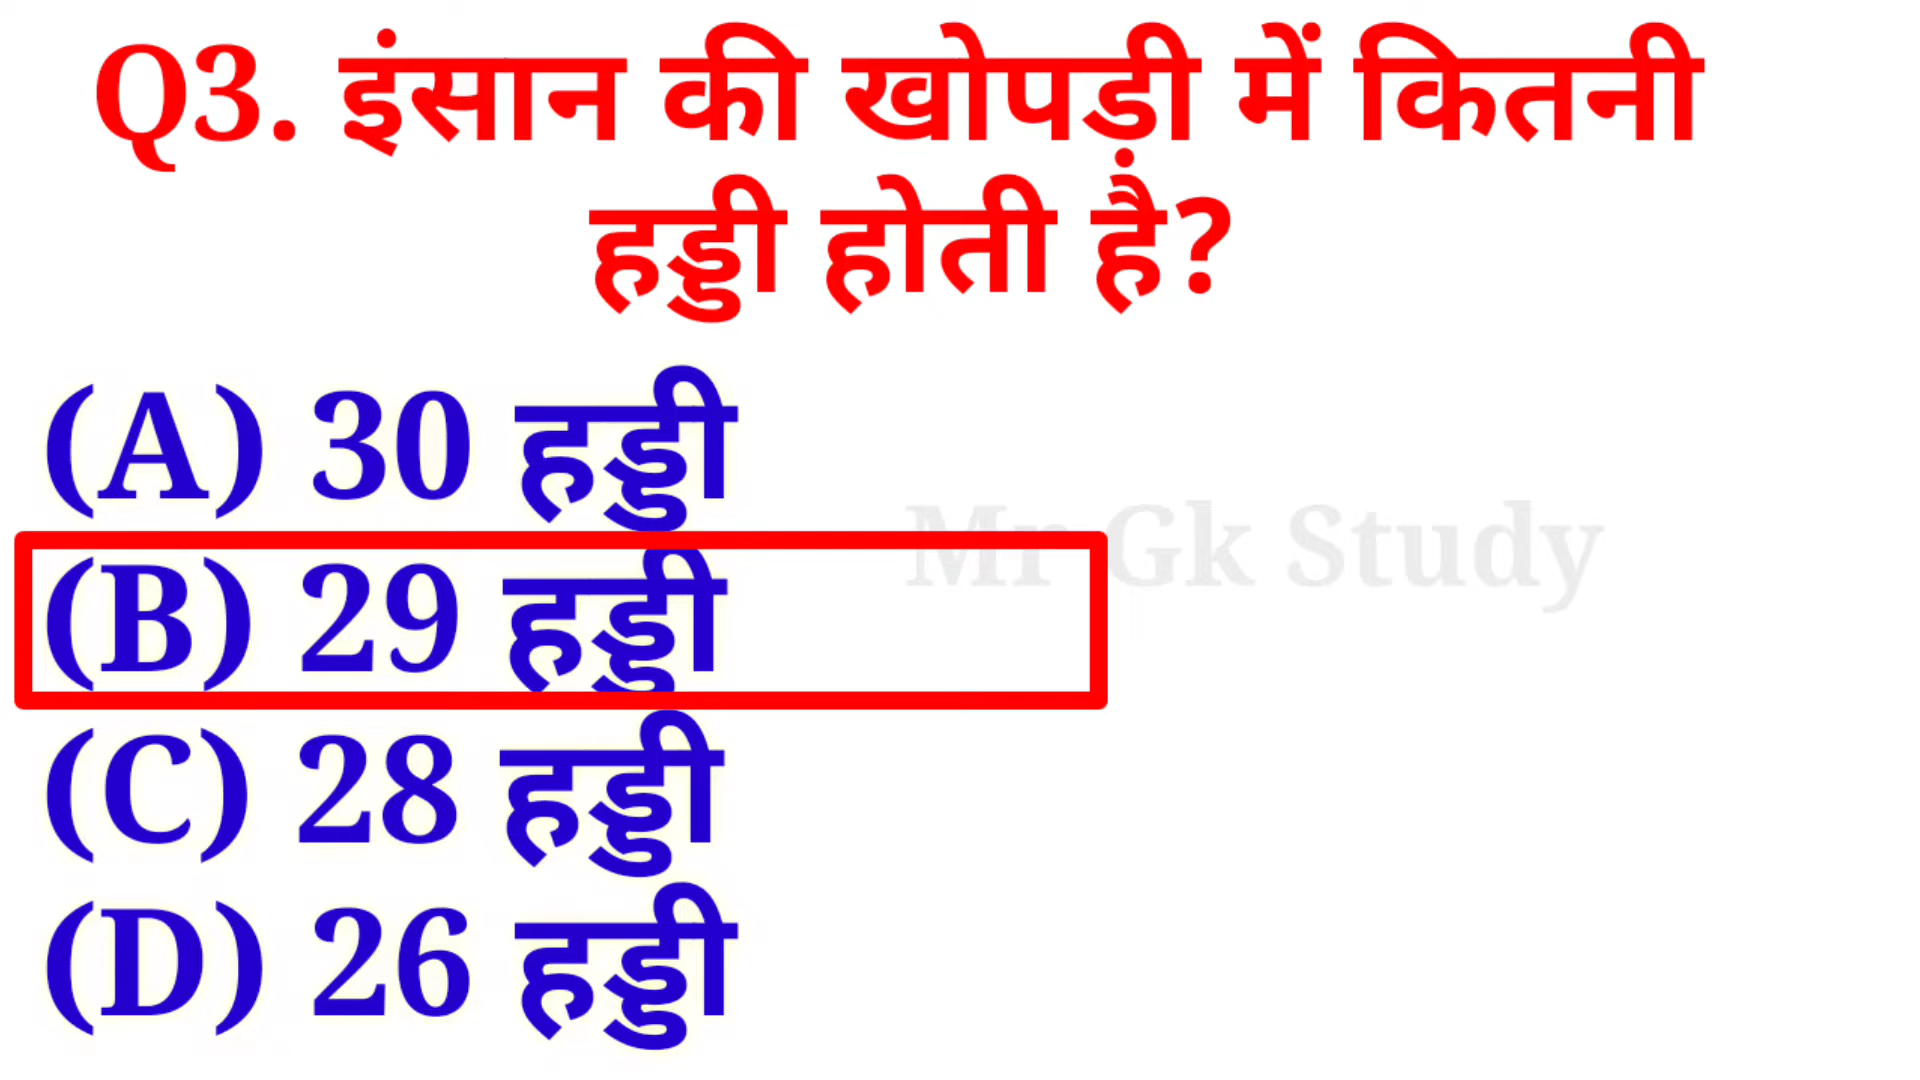 Q3. इंसान की खोपड़ी में कितनी
हड्डी होती है?
(A) 30 हड्डी
Mr Gk Study
(B) 29 हड्डी
(C) 28 हड्डी
(D) 26 हड्डी